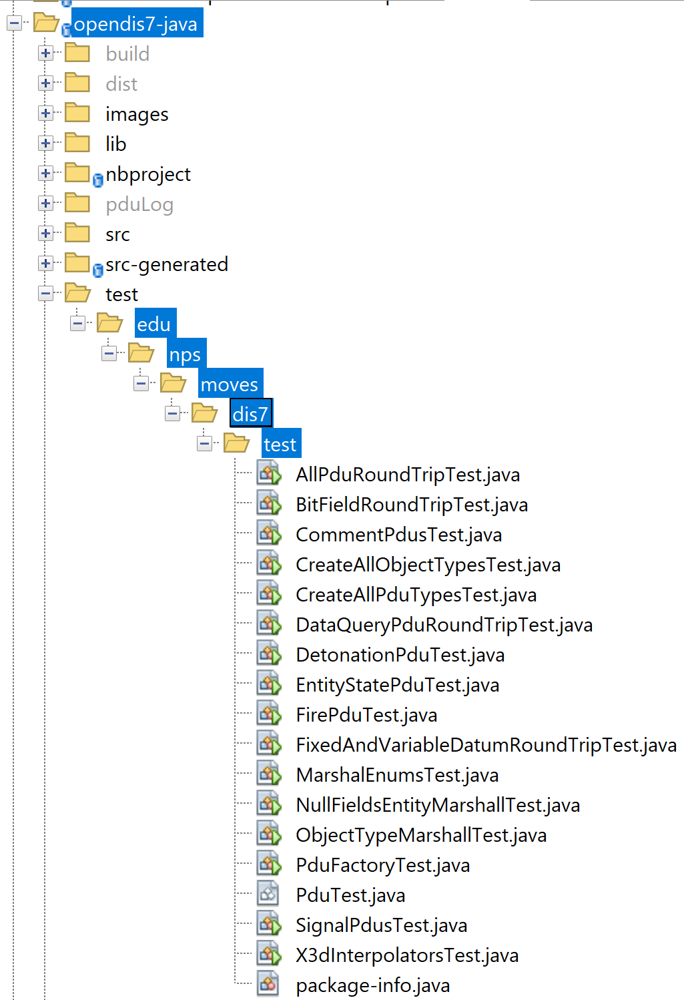 opendis7-java
build
dist
images
lib
nbproject
pduLog
src
src-generated
test
edu
nps
moves
dis7
test
AllPduRoundTripTest.java
BitFieldRoundTripTest.java
CommentPdusTest.java
CreateAllObjectTypesTest.java
CreateAllPduTypesTest.java
DataQueryPduRoundTripTest.java
DetonationPduTest.java
EntityStatePduTest.java
FirePduTest.java
FixedAndVariableDatumRoundTripTest.java
MarshalEnumsTest.java
NullFieldsEntityMarshallTest.java
ObjectTypeMarshallTest.java
PduFactoryTest.java
PduTest.java
SignalPdusTest.java
X3dInterpolatorsTest.java
package-info.java